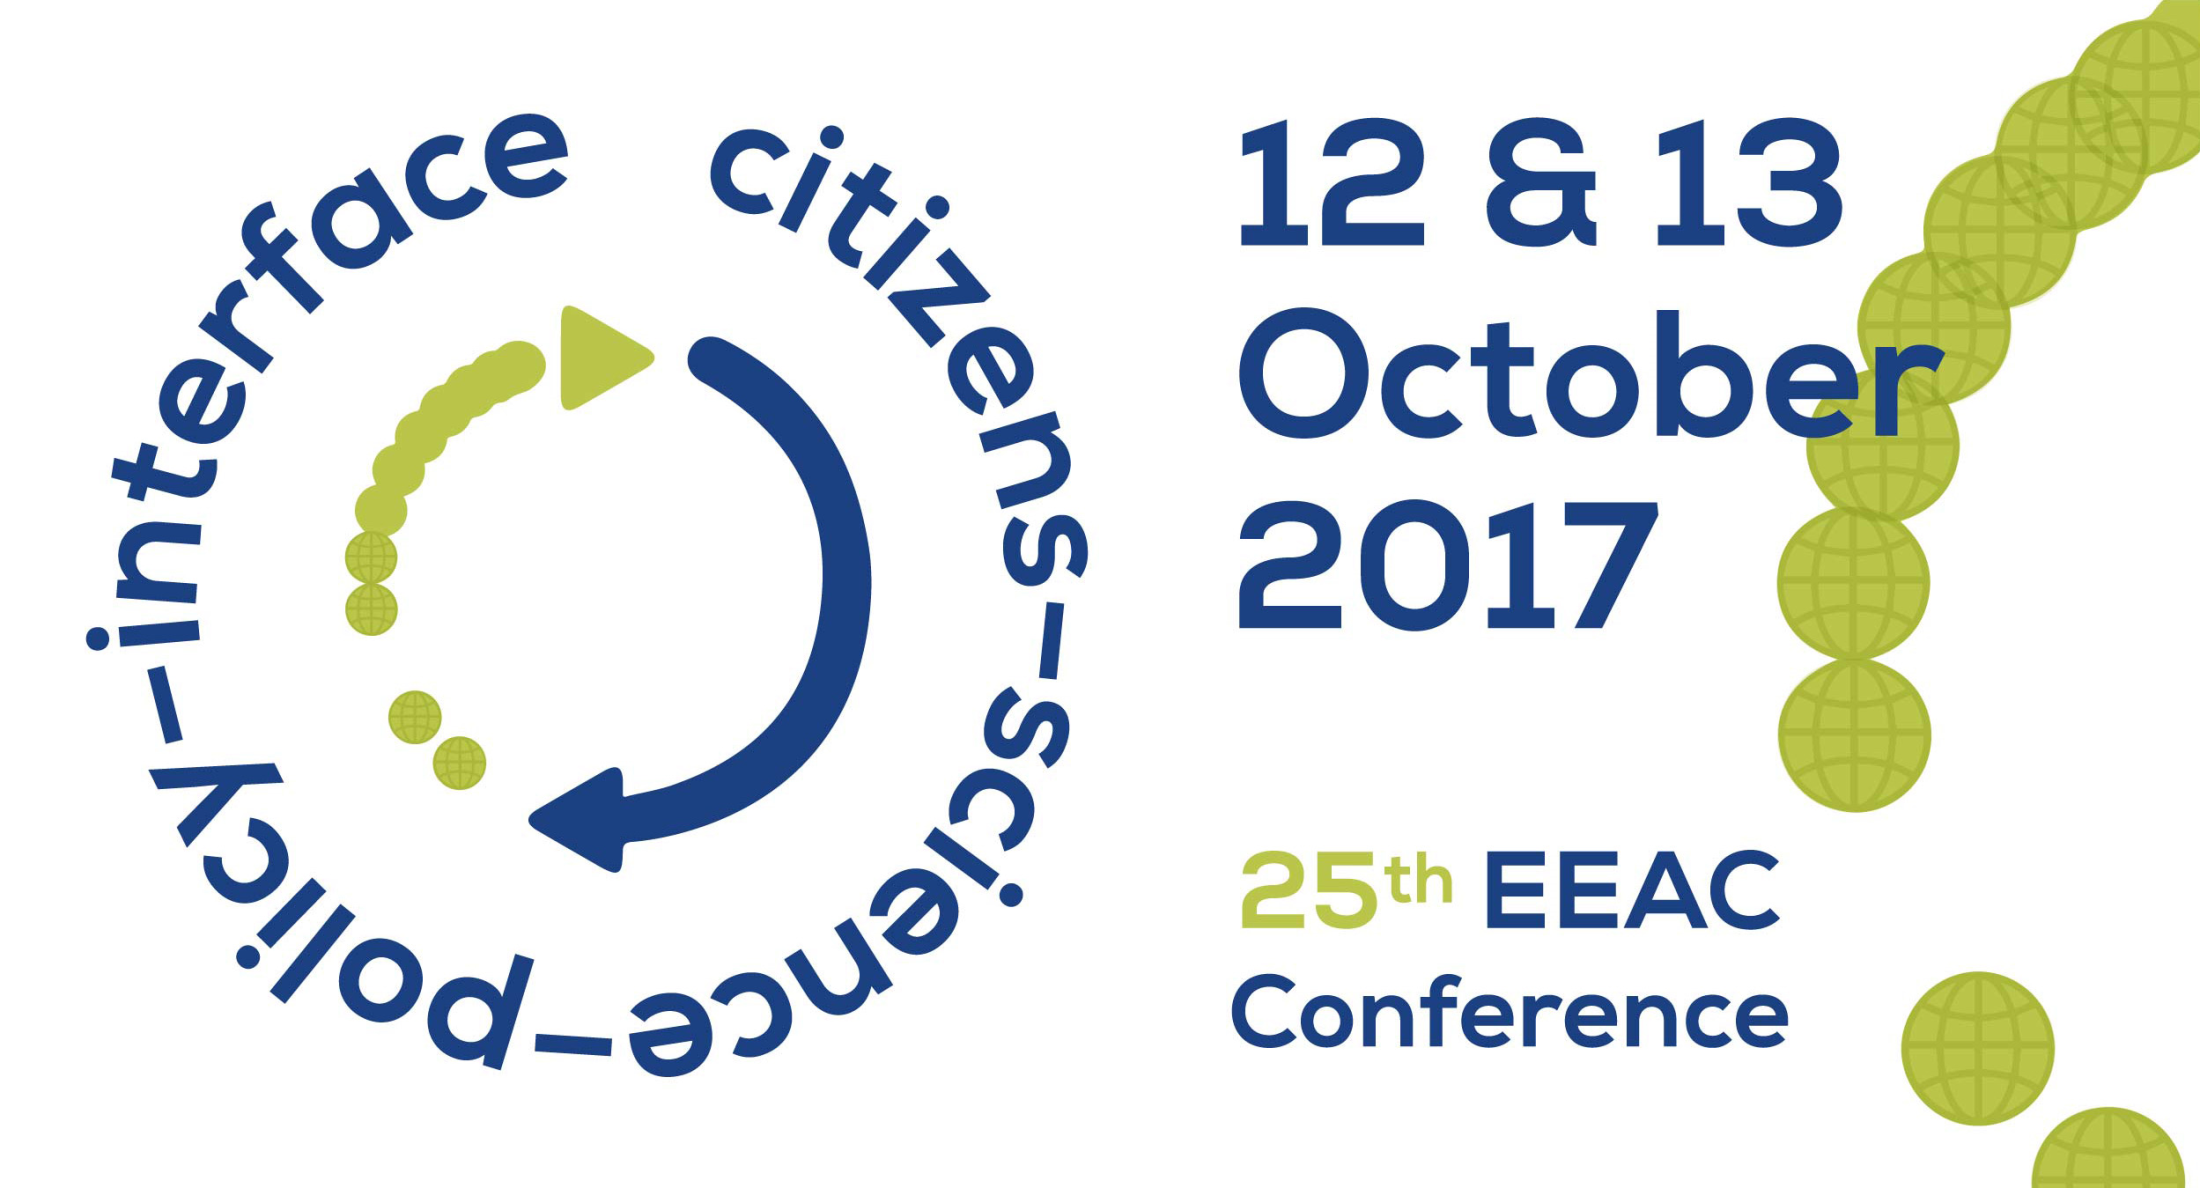 citizens–science–policy–interface
12 & 13
October
2017
25th EEAC
Conference